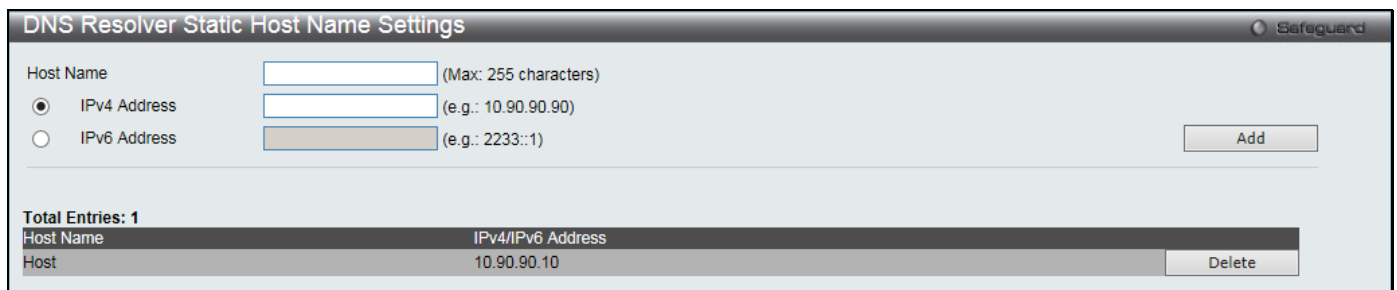 DNS Resolver Static Host Name Settings
Safeguard
Host Name (Max: 255 characters)
IPv4 Address (e.g.: 10.90.90.90)
IPv6 Address (e.g.: 2233::1) Add
Total Entries: 1
Host Name IPv4/IPv6 Address
Host 10.90.90.10 Delete